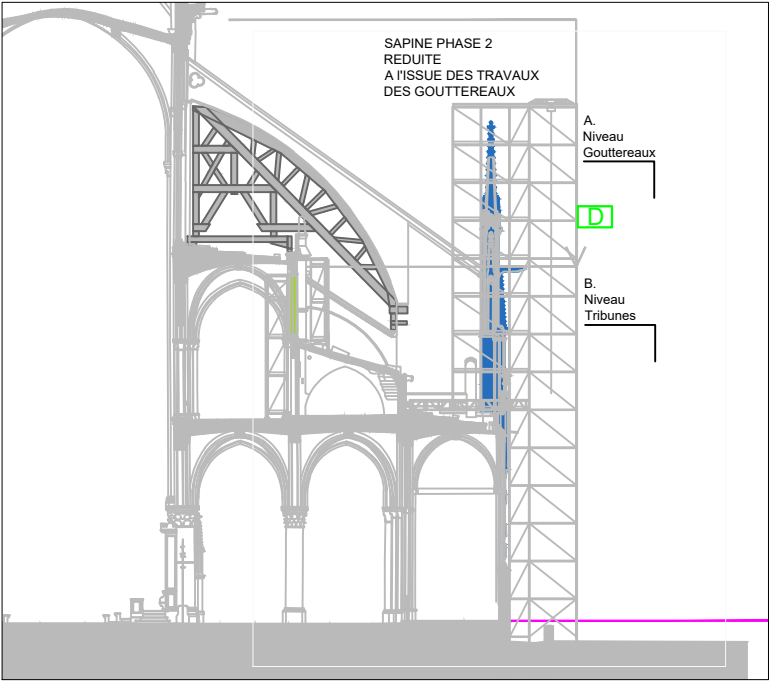 SAPINE PHASE 2
REDUITE
A l'ISSUE DES TRAVAUX
DES GOUTTEREAUX
A.
Niveau
Gouttereaux
D
B.
Niveau
Tribunes